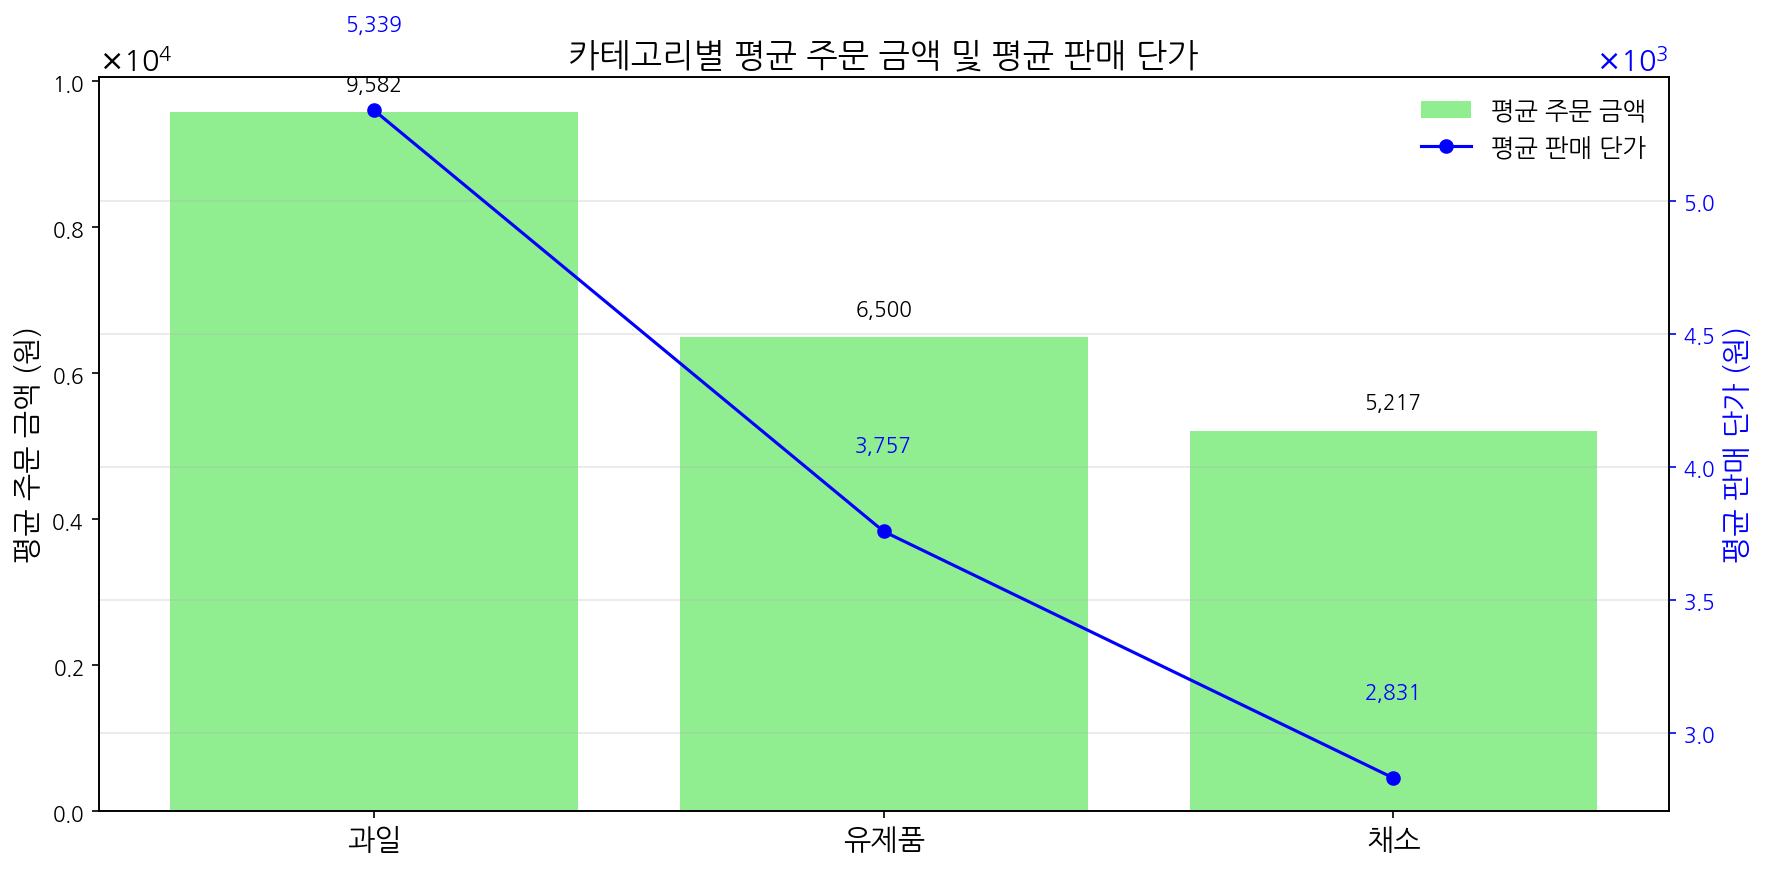 5,339
카테고리별 평균 주문 금액 및 평균 판매 단가
×10⁴
×10³
1.0
0.8
0.6
0.4
0.2
0.0
평균 주문 금액 (원)
9,582
6,500
5,217
3,757
2,831
평균 주문 금액
평균 판매 단가
5.0
4.5
4.0
3.5
3.0
평균 판매 단가 (원)
과일
유제품
채소